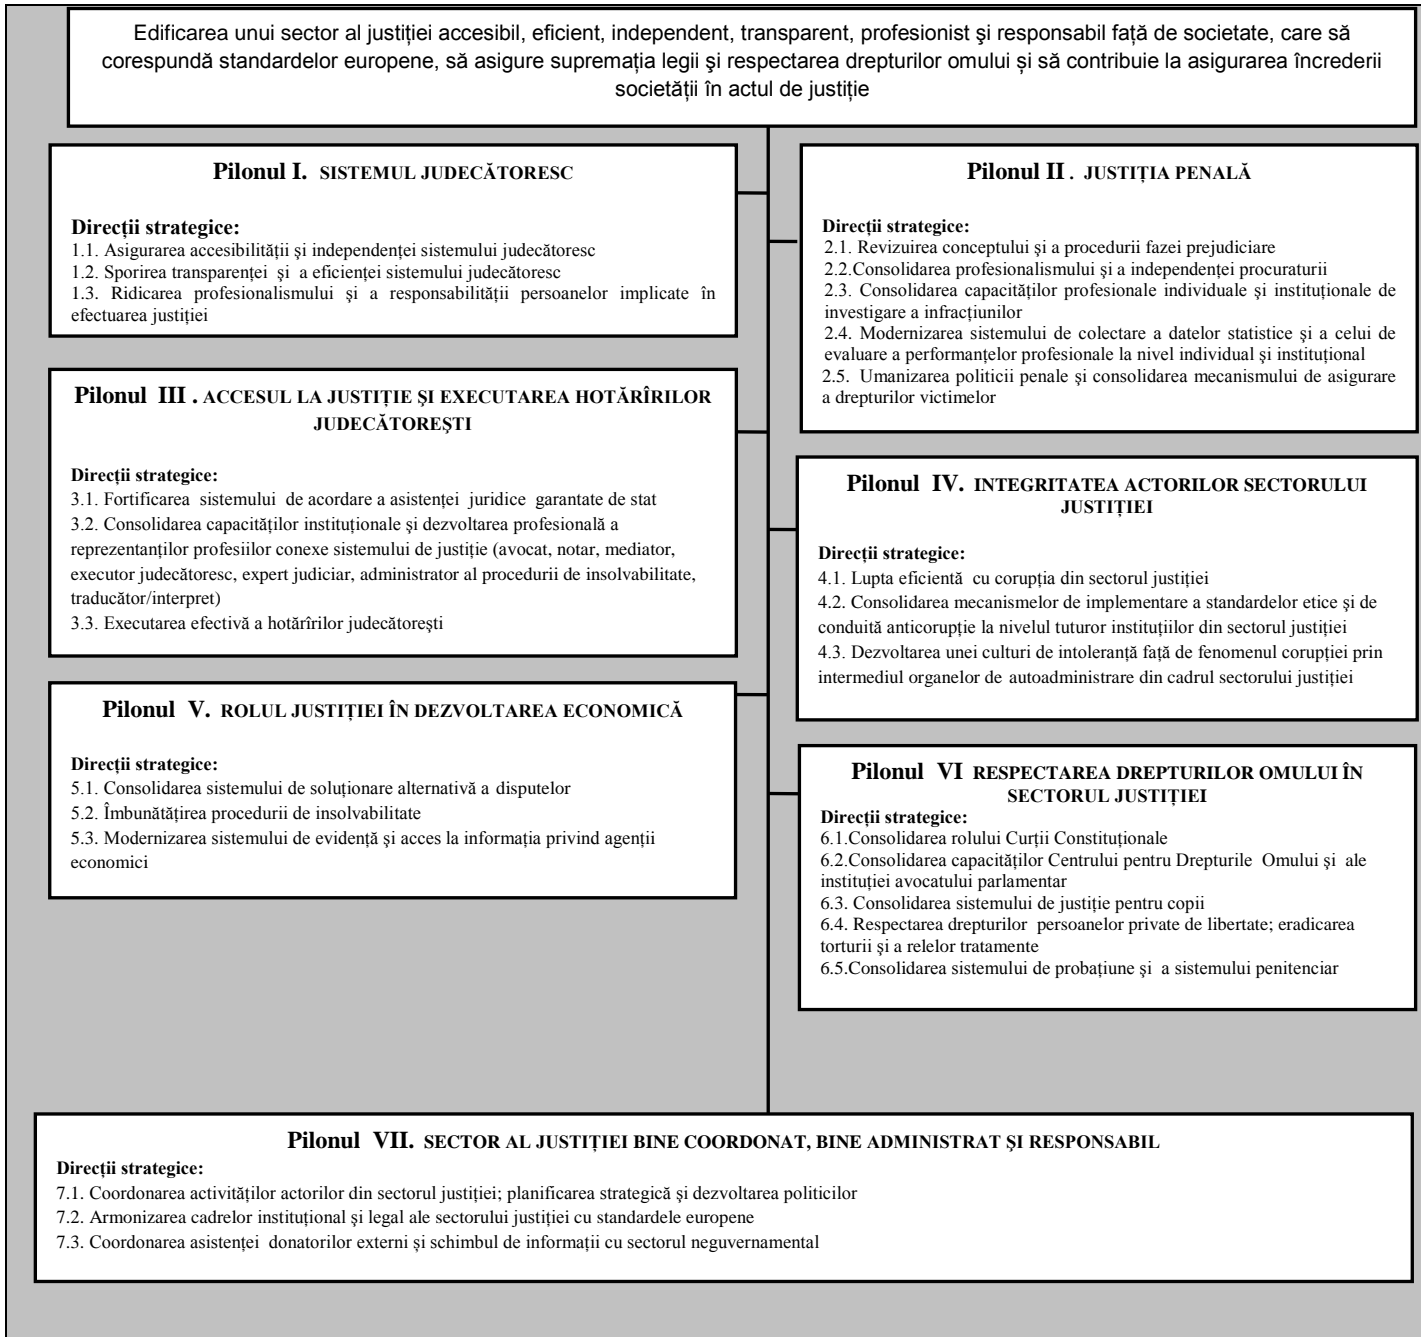 Edificarea unui sector al justiției accesibil, eficient, independent, transparent, profesionist şi responsabil față de societate, care să
corespundă standardelor europene, să asigure supremația legii şi respectarea drepturilor omului și să contribuie la asigurarea încrederii
societății în actul de justiție
Pilonul I. SISTEMUL JUDECĂTORESC
Direcții strategice:
1.1. Asigurarea accesibilității şi independenței sistemului judecătoresc
1.2. Sporirea transparenței şi a eficienței sistemului judecătoresc
1.3. Ridicarea profesionalismului şi a responsabilității persoanelor implicate în
efectuarea justiției
Pilonul II . JUSTIȚIA PENALĂ
Direcții strategice:
2.1. Revizuirea conceptului şi a procedurii fazei prejudiciare
2.2.Consolidarea profesionalismului şi a independenței procuraturii
2.3. Consolidarea capacităților profesionale individuale şi instituționale de
investigare a infracțiunilor
2.4. Modernizarea sistemului de colectare a datelor statistice şi a celui de
evaluare a performanțelor profesionale la nivel individual şi instituțional
2.5. Umanizarea politicii penale şi consolidarea mecanismului de asigurare
a drepturilor victimelor
Pilonul III . ACCESUL LA JUSTIȚIE ŞI EXECUTAREA HOTĂRÎRILOR
JUDECĂTOREŞTI
Direcții strategice:
3.1. Fortificarea sistemului de acordare a asistenței juridice garantate de stat
3.2. Consolidarea capacităților instituționale şi dezvoltarea profesională a
reprezentanților profesiilor conexe sistemului de justiție (avocat, notar, mediator,
executor judecătoresc, expert judiciar, administrator al procedurii de insolvabilitate,
traducător/interpret)
3.3. Executarea efectivă a hotărîrilor judecătoreşti
Pilonul IV. INTEGRITATEA ACTORILOR SECTORULUI
JUSTIȚIEI
Direcții strategice:
4.1. Lupta eficientă cu corupția din sectorul justiției
4.2. Consolidarea mecanismelor de implementare a standardelor etice şi de
conduită anticorupție la nivelul tuturor instituțiilor din sectorul justiției
4.3. Dezvoltarea unei culturi de intoleranță față de fenomenul corupției prin
intermediul organelor de autoadministrare din cadrul sectorului justiției
Pilonul V. ROLUL JUSTIȚIEI ÎN DEZVOLTAREA ECONOMICĂ
Direcții strategice:
5.1. Consolidarea sistemului de soluționare alternativă a disputelor
5.2. Îmbunătățirea procedurii de insolvabilitate
5.3. Modernizarea sistemului de evidență şi acces la informația privind agenții
economici
Pilonul VI RESPECTAREA DREPTURILOR OMULUI ÎN
SECTORUL JUSTIȚIEI
Direcții strategice:
6.1.Consolidarea rolului Curții Constituționale
6.2.Consolidarea capacităților Centrului pentru Drepturile Omului şi ale
instituției avocatului parlamentar
6.3. Consolidarea sistemului de justiție pentru copii
6.4. Respectarea drepturilor persoanelor private de libertate; eradicarea
torturii şi a relelor tratamente
6.5.Consolidarea sistemului de probațiune şi a sistemului penitenciar
Pilonul VII. SECTOR AL JUSTIȚIEI BINE COORDONAT, BINE ADMINISTRAT ŞI RESPONSABIL
Direcții strategice:
7.1. Coordonarea activităților actorilor din sectorul justiției; planificarea strategică şi dezvoltarea politicilor
7.2. Armonizarea cadrelor instituțional şi legal ale sectorului justiției cu standardele europene
7.3. Coordonarea asistenței donatorilor externi și schimbul de informații cu sectorul neguvernamental